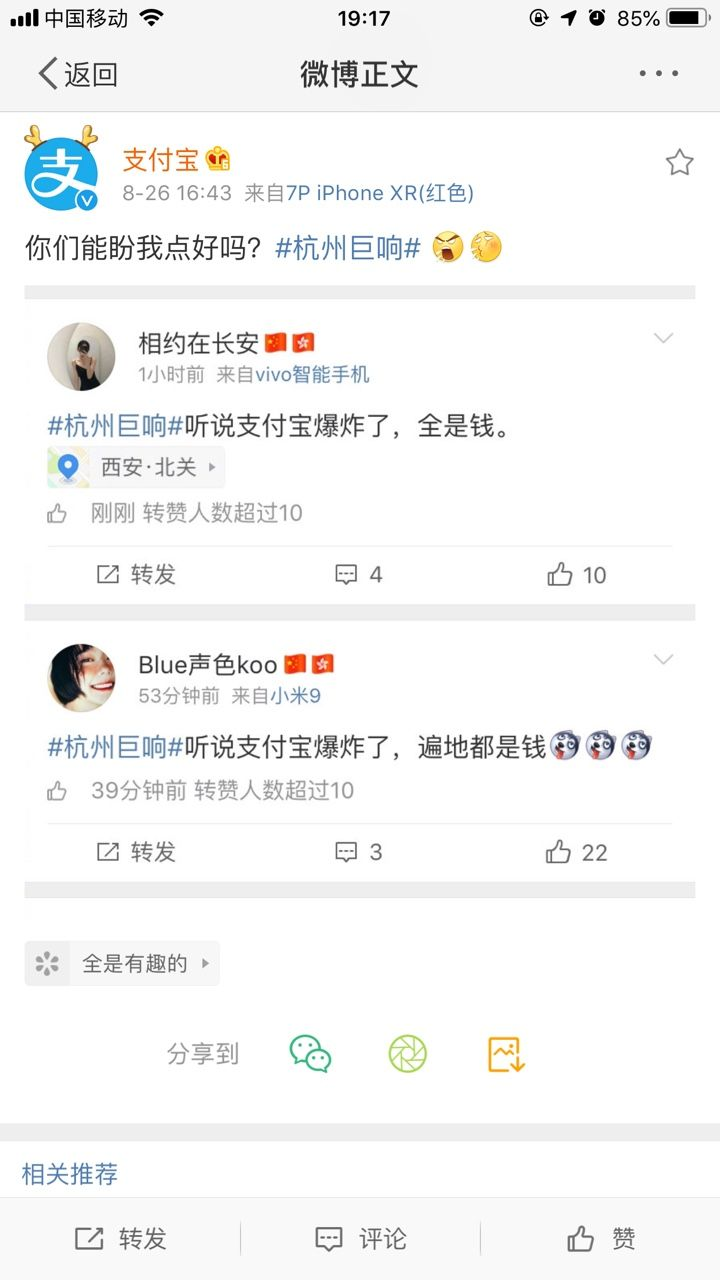 中国移动 19:17 85%
返回 微博正文
支付宝
8-26 16:43 来自7P iPhone XR(红色)
你们能盼我点好吗？#杭州巨响#
相约在长安
1小时前 来自vivo智能手机
#杭州巨响#听说支付宝爆炸了，全是钱。
西安·北关
刚刚 转赞人数超过10
转发 4 10
Blue声色koo
53分钟前 来自小米9
#杭州巨响#听说支付宝爆炸了，遍地都是钱
39分钟前 转赞人数超过10
转发 3 22
全是有趣的
分享到
相关推荐
转发 评论 赞